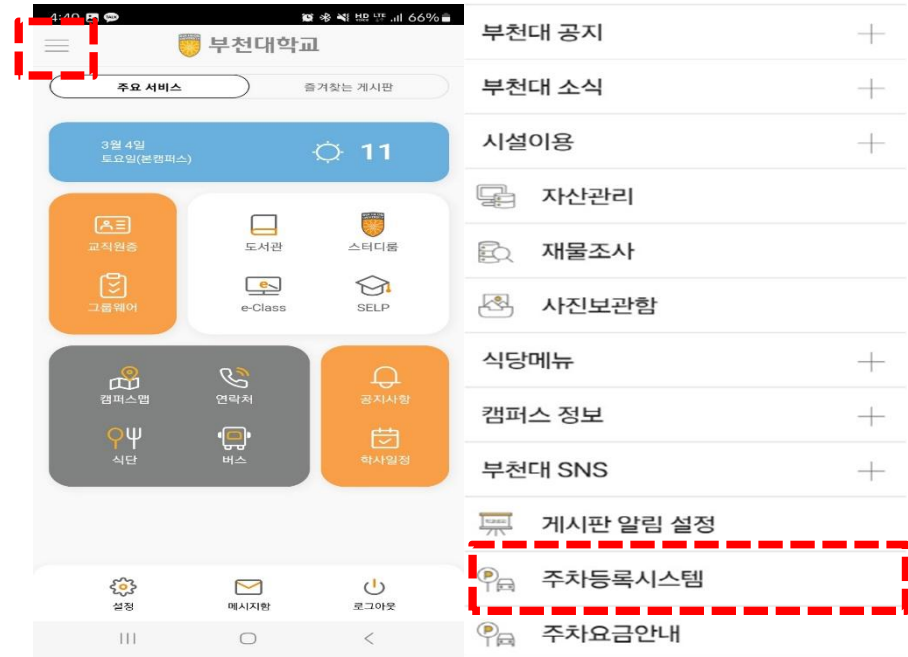 4:40
66%
부천대학교
주요 서비스
즐겨찾는 게시판
3월 4일
토요일(본캠퍼스)
11
교직원증
도서관
스터디룸
그룹웨어
e-Class
SELP
캠퍼스맵
연락처
공지사항
식단
버스
학사일정
설정
메시지함
로그아웃
부천대 공지
부천대 소식
시설이용
자산관리
재물조사
사진보관함
식당메뉴
캠퍼스 정보
부천대 SNS
게시판 알림 설정
주차등록시스템
주차요금안내